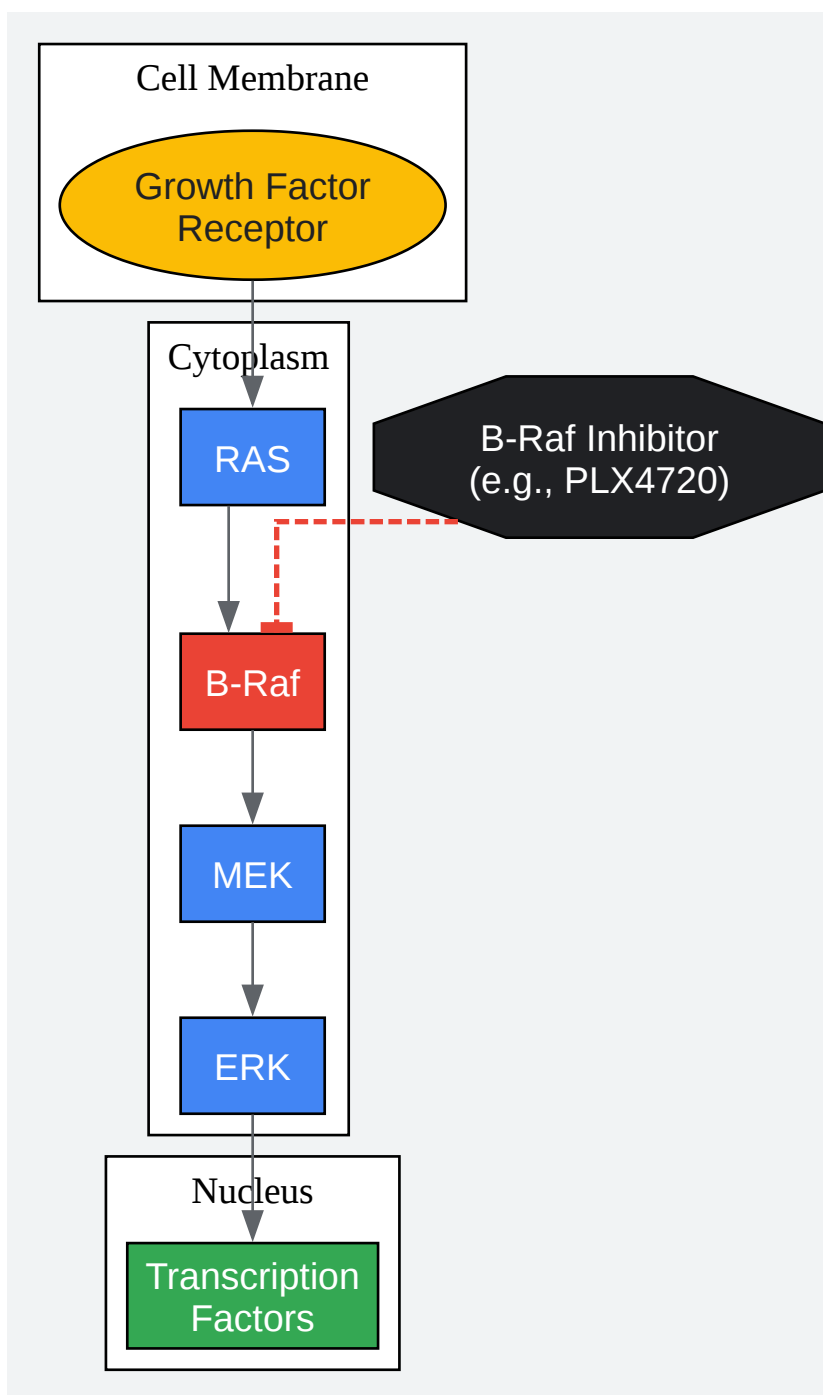 Cell Membrane
Growth Factor
Receptor
Cytoplasm
RAS
B-Raf Inhibitor
(e.g., PLX4720)
B-Raf
MEK
ERK
Nucleus
Transcription
Factors